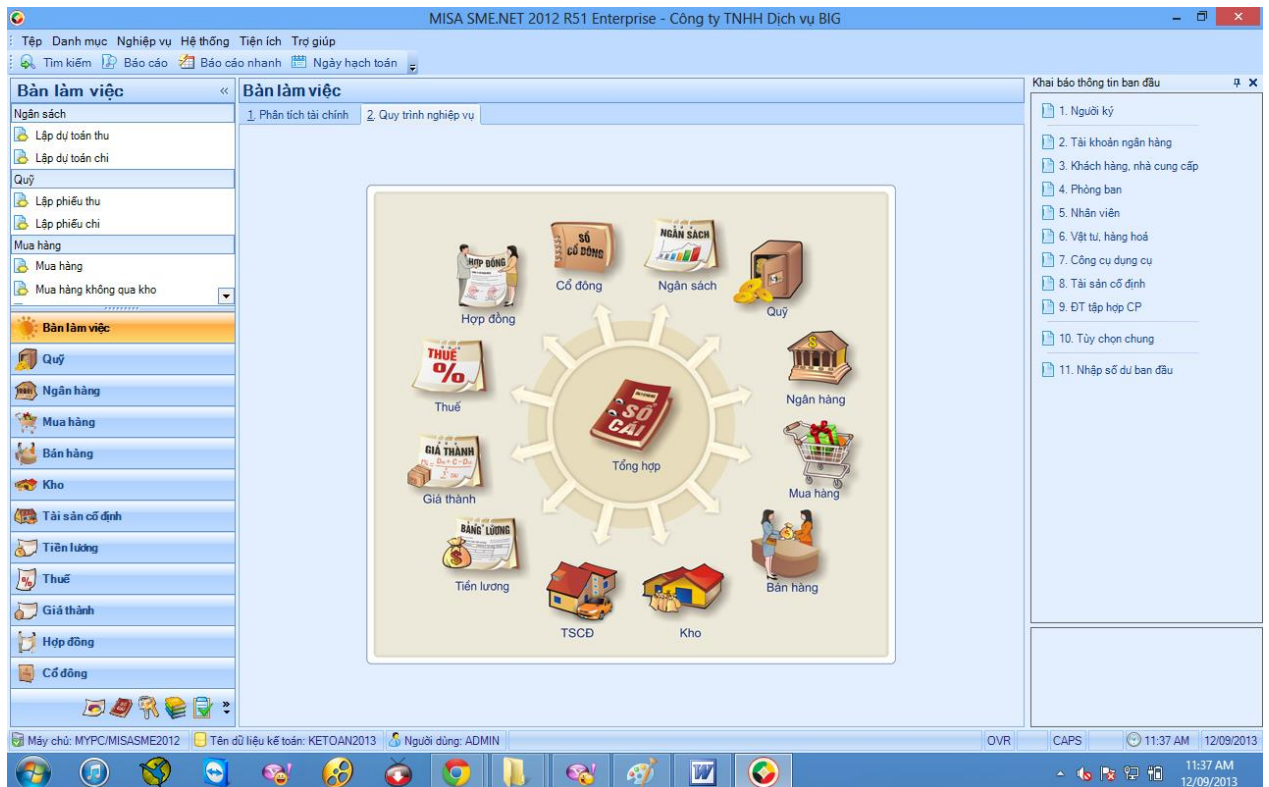 MISA SME.NET 2012 R51 Enterprise - Công ty TNHH Dịch vụ BIG
Tệp Danh mục Nghiệp vụ Hệ thống Tiện ích Trợ giúp
Tìm kiếm Báo cáo Báo cáo nhanh Ngày hạch toán
Bàn làm việc
Ngân sách
Lập dự toán thu
Lập dự toán chi
Quỹ
Lập phiếu thu
Lập phiếu chi
Mua hàng
Mua hàng
Mua hàng không qua kho
Bàn làm việc
Quỹ
Ngân hàng
Mua hàng
Bán hàng
Kho
Tài sản cố định
Tiền lương
Thuế
Giá thành
Hợp đồng
Cổ đông
Bàn làm việc
1. Phân tích tài chính 2. Quy trình nghiệp vụ
HỢP ĐỒNG
Hợp đồng
SỔ
CỔ ĐÔNG
Cổ đông
NGÂN SÁCH
Ngân sách
Quỹ
THUẾ
%
Thuế
Ngân hàng
SỔ
CÁI
Tổng hợp
GIÁ THÀNH
Giá thành
Mua hàng
BẢNG LƯƠNG
Tiền lương
Bán hàng
TSCĐ
Kho
Khai báo thông tin ban đầu
1. Người ký
2. Tài khoản ngân hàng
3. Khách hàng, nhà cung cấp
4. Phòng ban
5. Nhân viên
6. Vật tư, hàng hoá
7. Công cụ dụng cụ
8. Tài sản cố định
9. ĐT tập hợp CP
10. Tùy chọn chung
11. Nhập số dư ban đầu
Máy chủ: MYPC/MISASME2012 Tên dữ liệu kế toán: KETOAN2013 Người dùng: ADMIN OVR CAPS 11:37 AM 12/09/2013
11:37 AM
12/09/2013